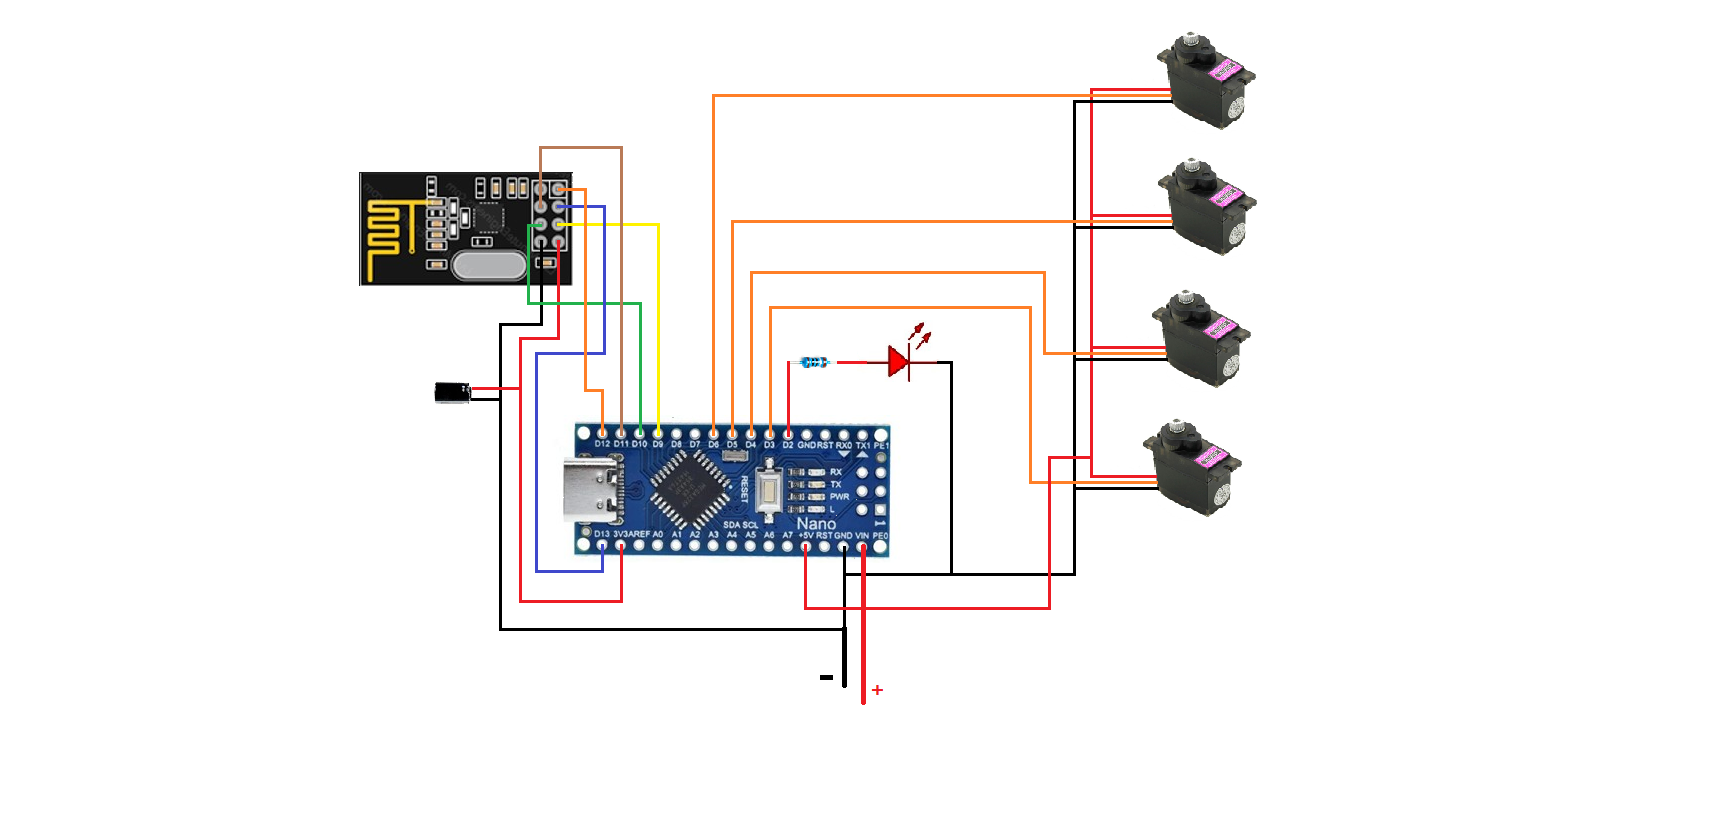 D12 D11 D10 D9 D8 D7 D6 D5 D4 D3 D2 GND RST RX0 TX1 PE1
RESET
RX
TX
PWR
L
1
SDA SCL
Nano
D13 3V3 AREF A0 A1 A2 A3 A4 A5 A6 A7 +5V RST GND VIN PE0
-
+